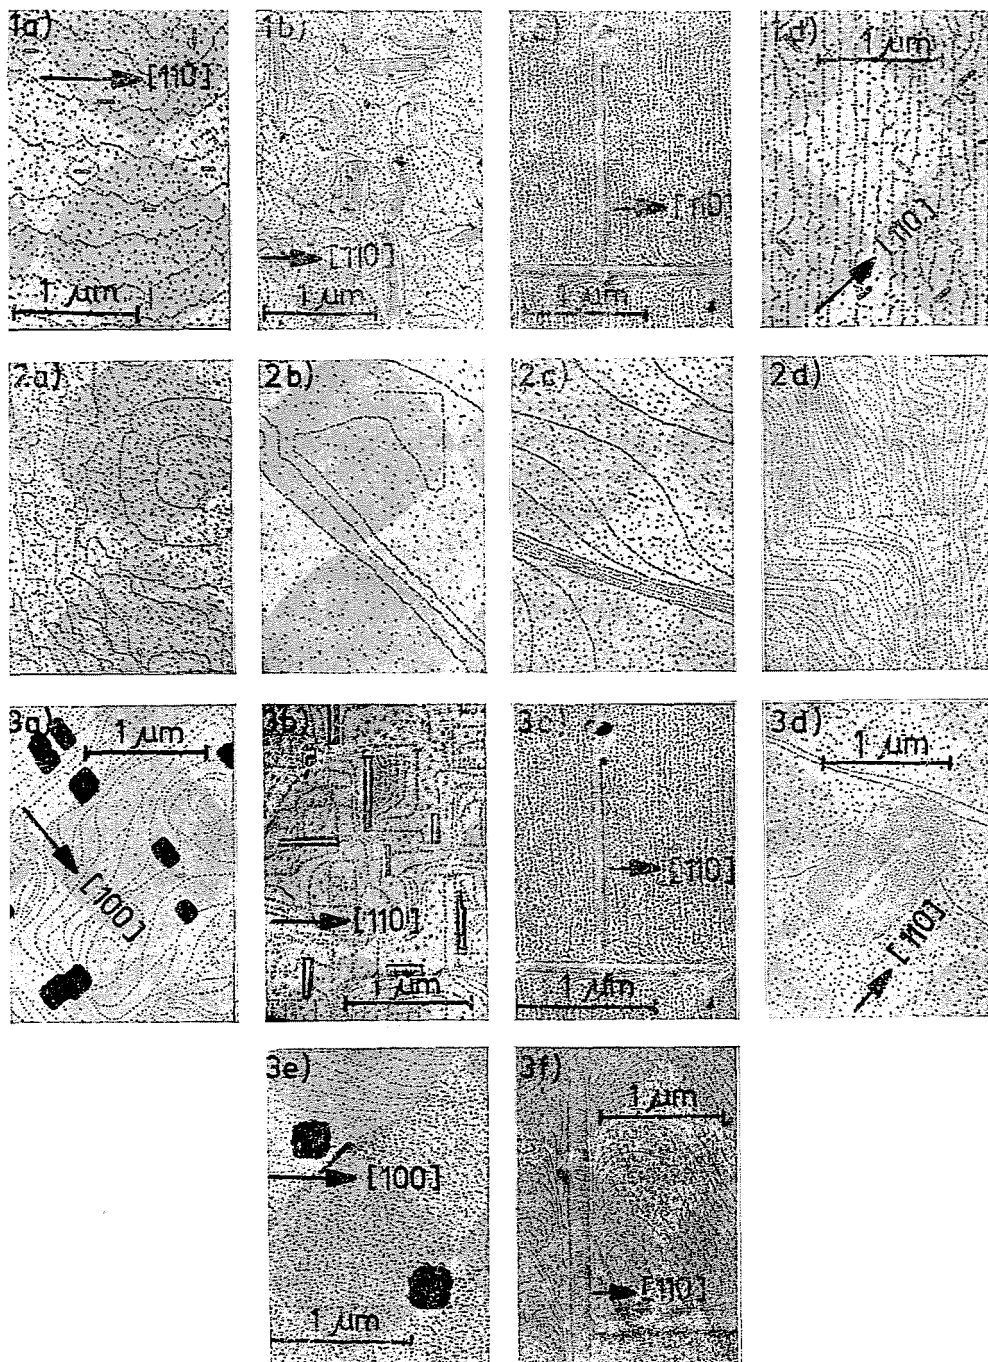 1a)
[110]
1 μm
1b)
[110]
1 μm
c)
[110]
1 μm
1d)
1 μm
[110]
2a)
2b)
2c)
2d)
3a)
1 μm
[100]
3b)
[110]
1 μm
3c)
[110]
1 μm
3d)
1 μm
[110]
3e)
[100]
1 μm
3f)
1 μm
[110]